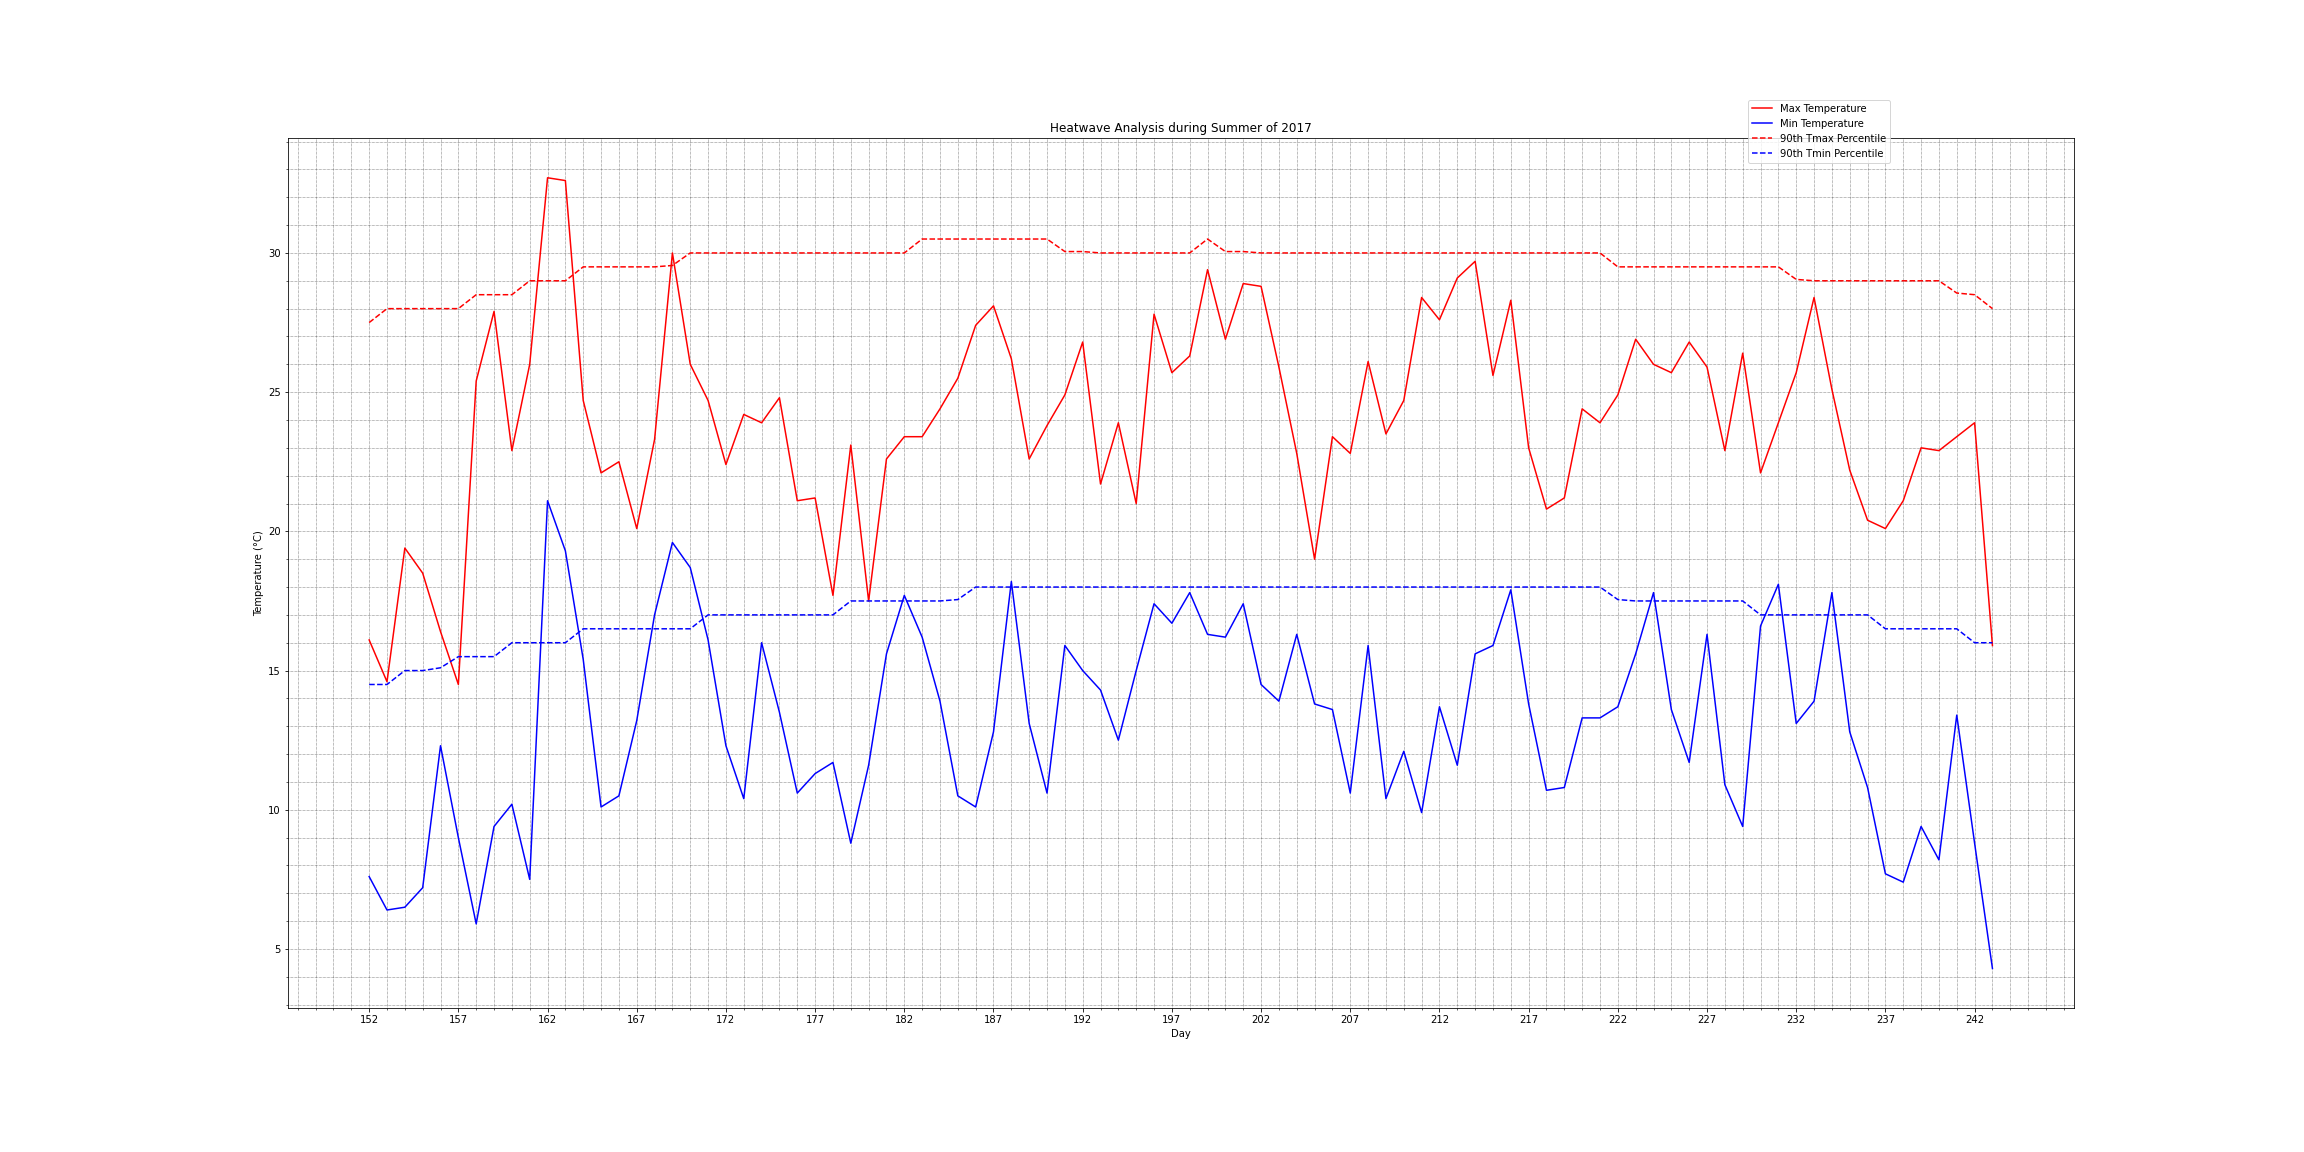 Max Temperature
Min Temperature
90th Tmax Percentile
90th Tmin Percentile
Heatwave Analysis during Summer of 2017
30
25
20
15
10
5
Temperature (°C)
152 157 162 167 172 177 182 187 192 197 202 207 212 217 222 227 232 237 242
Day